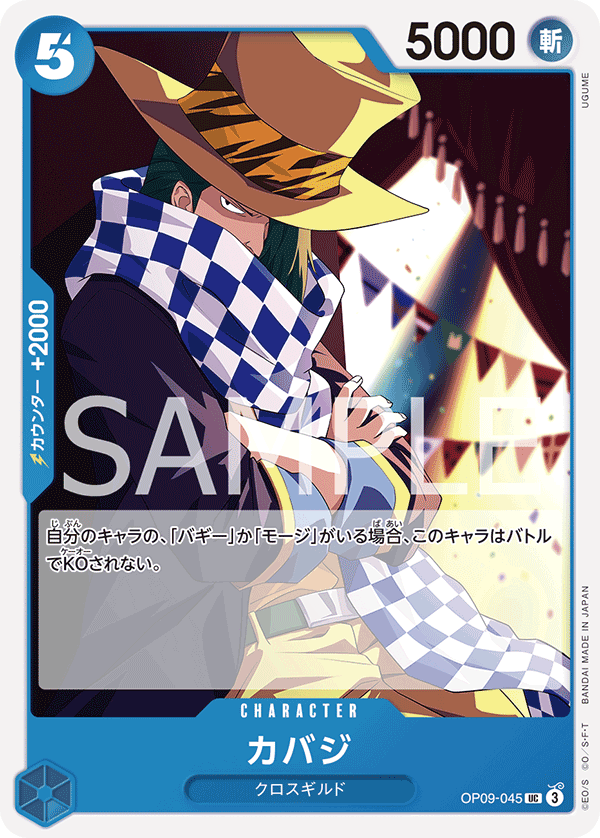 5
5000
斬
UGUME
カウンター +2000
SAMPLE
自分のキャラの、「バギー」か「モージ」がいる場合、このキャラはバトル
でKOされない。
CHARACTER
カバジ
クロスギルド
OP09-045 UC 3
©E.O/S ©O/S・F・T BANDAI MADE IN JAPAN